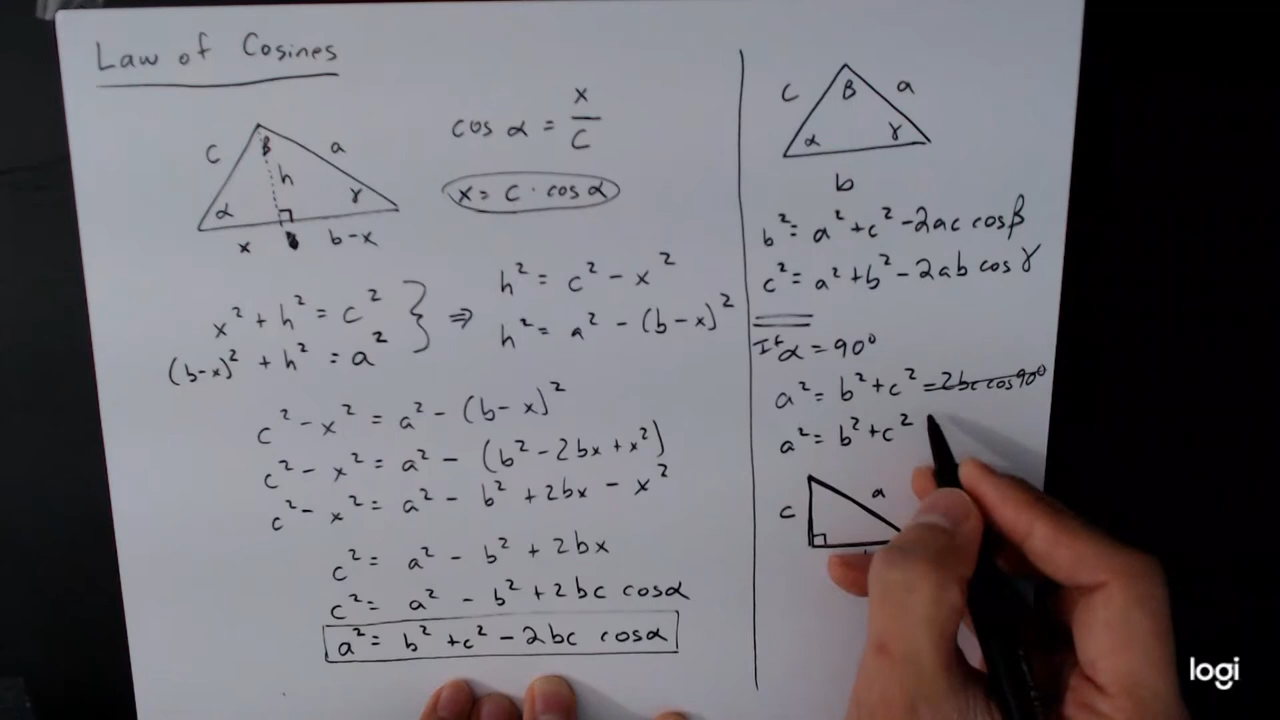 Law of Cosines
c
B
a
h
α
γ
x
b-x
cos α = x/c
x = c · cos α
x² + h² = c²
(b-x)² + h² = a²
} ⇒
h² = c² - x²
h² = a² - (b-x)²
c² - x² = a² - (b-x)²
c² - x² = a² - (b² - 2bx + x²)
c² - x² = a² - b² + 2bx - x²
c² = a² - b² + 2bx
c² = a² - b² + 2bc cosα
a² = b² + c² - 2bc cosα
c
B
a
α
γ
b
b² = a² + c² - 2ac cosβ
c² = a² + b² - 2ab cos γ
If α = 90°
a² = b² + c² - 2bc cos 90°
a² = b² + c²
c
a
logi